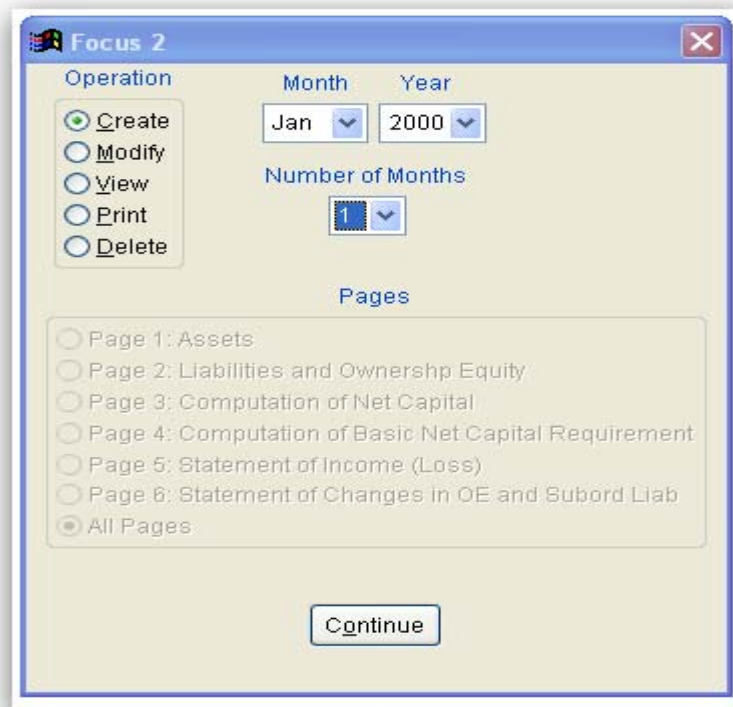 Focus 2
Operation
Month Year
Create
Jan 2000
Modify
View
Number of Months
Print
1
Delete
Pages
Page 1: Assets
Page 2: Liabilities and Ownershp Equity
Page 3: Computation of Net Capital
Page 4: Computation of Basic Net Capital Requirement
Page 5: Statement of Income (Loss)
Page 6: Statement of Changes in OE and Subord Liab
All Pages
Continue